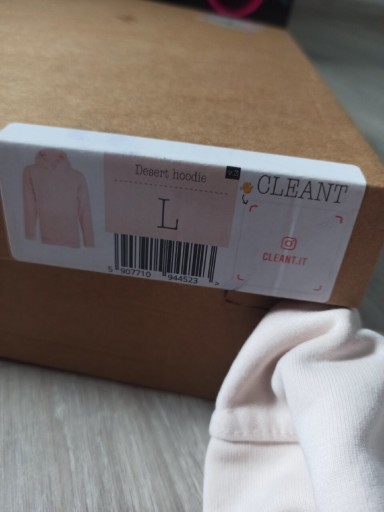 Desert hoodie
CLEANT
L
CLEANT.IT
5 907710 944523 >